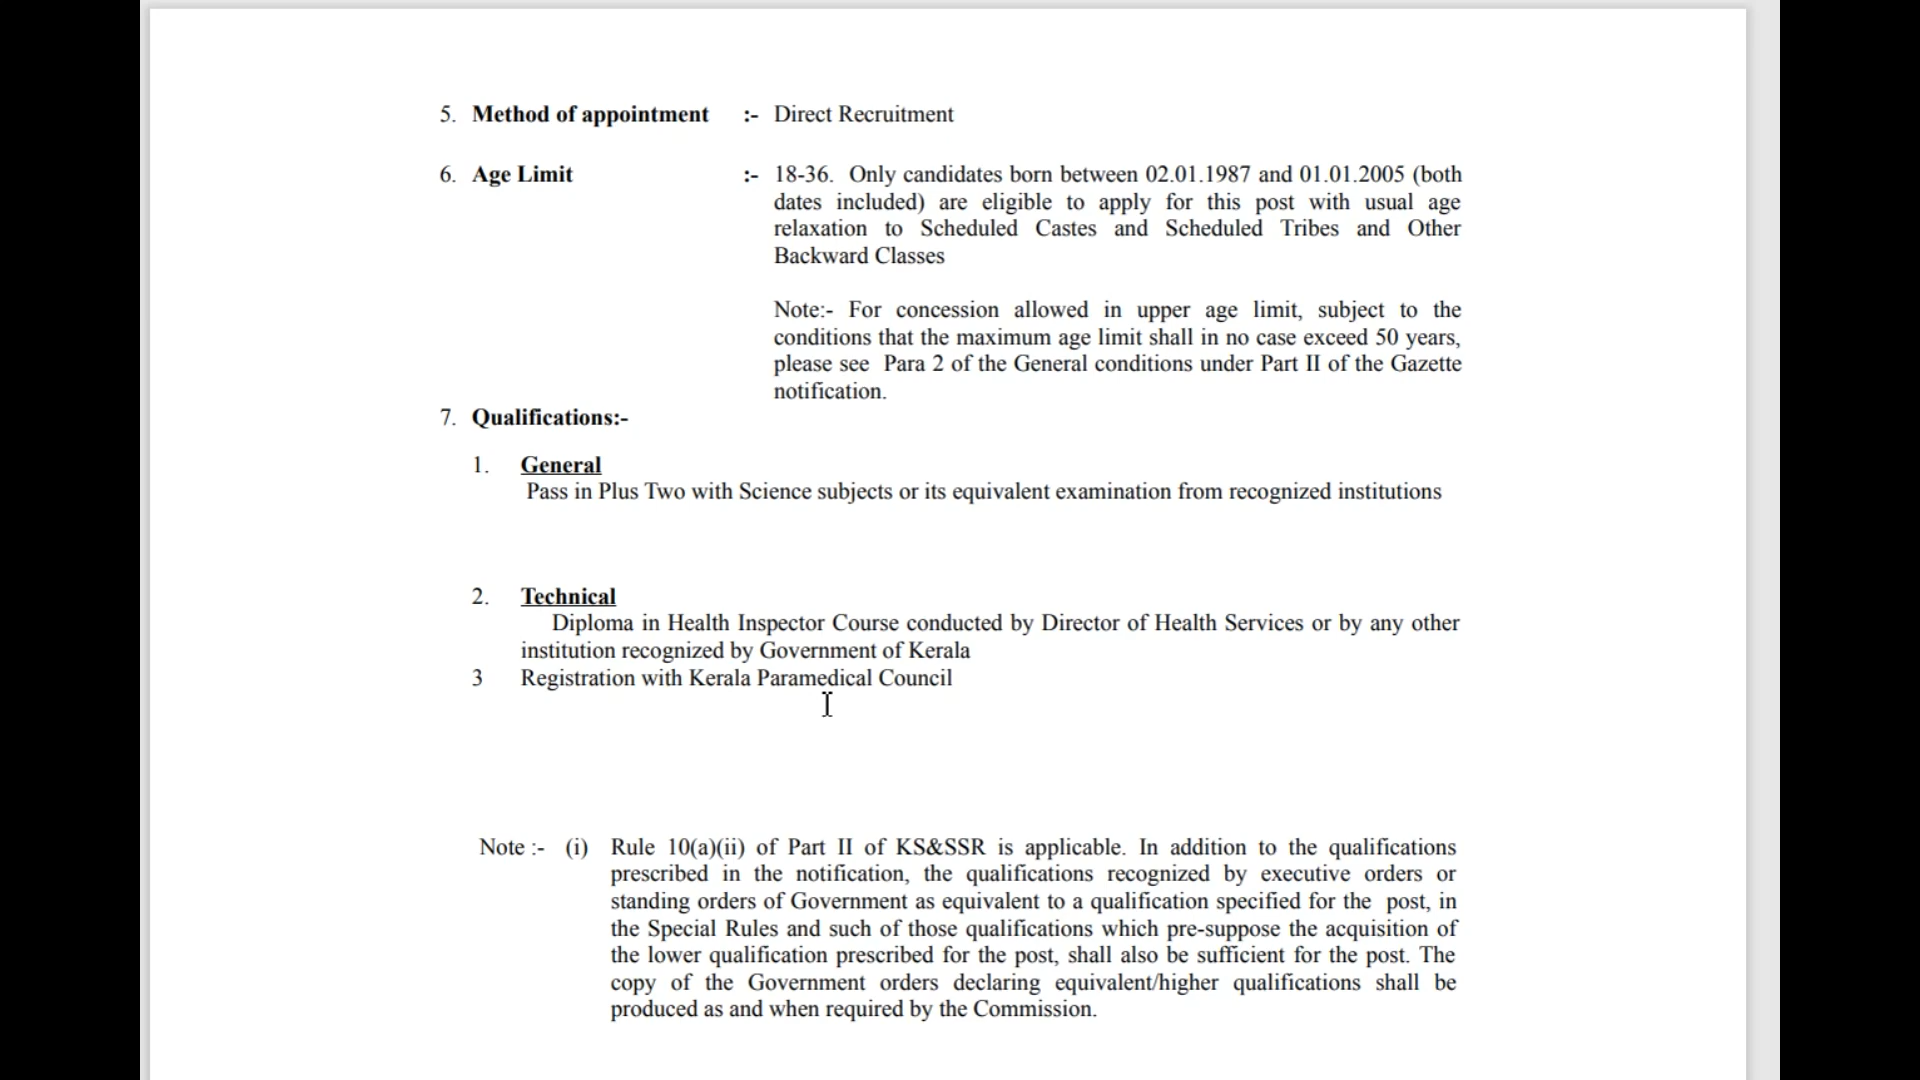 5. Method of appointment :- Direct Recruitment
6. Age Limit :- 18-36. Only candidates born between 02.01.1987 and 01.01.2005 (both
dates included) are eligible to apply for this post with usual age
relaxation to Scheduled Castes and Scheduled Tribes and Other
Backward Classes
Note:- For concession allowed in upper age limit, subject to the
conditions that the maximum age limit shall in no case exceed 50 years,
please see Para 2 of the General conditions under Part II of the Gazette
notification.
7. Qualifications:-
1. General
Pass in Plus Two with Science subjects or its equivalent examination from recognized institutions
2. Technical
Diploma in Health Inspector Course conducted by Director of Health Services or by any other
institution recognized by Government of Kerala
3 Registration with Kerala Paramedical Council
Note :- (i) Rule 10(a)(ii) of Part II of KS&SSR is applicable. In addition to the qualifications
prescribed in the notification, the qualifications recognized by executive orders or
standing orders of Government as equivalent to a qualification specified for the post, in
the Special Rules and such of those qualifications which pre-suppose the acquisition of
the lower qualification prescribed for the post, shall also be sufficient for the post. The
copy of the Government orders declaring equivalent/higher qualifications shall be
produced as and when required by the Commission.